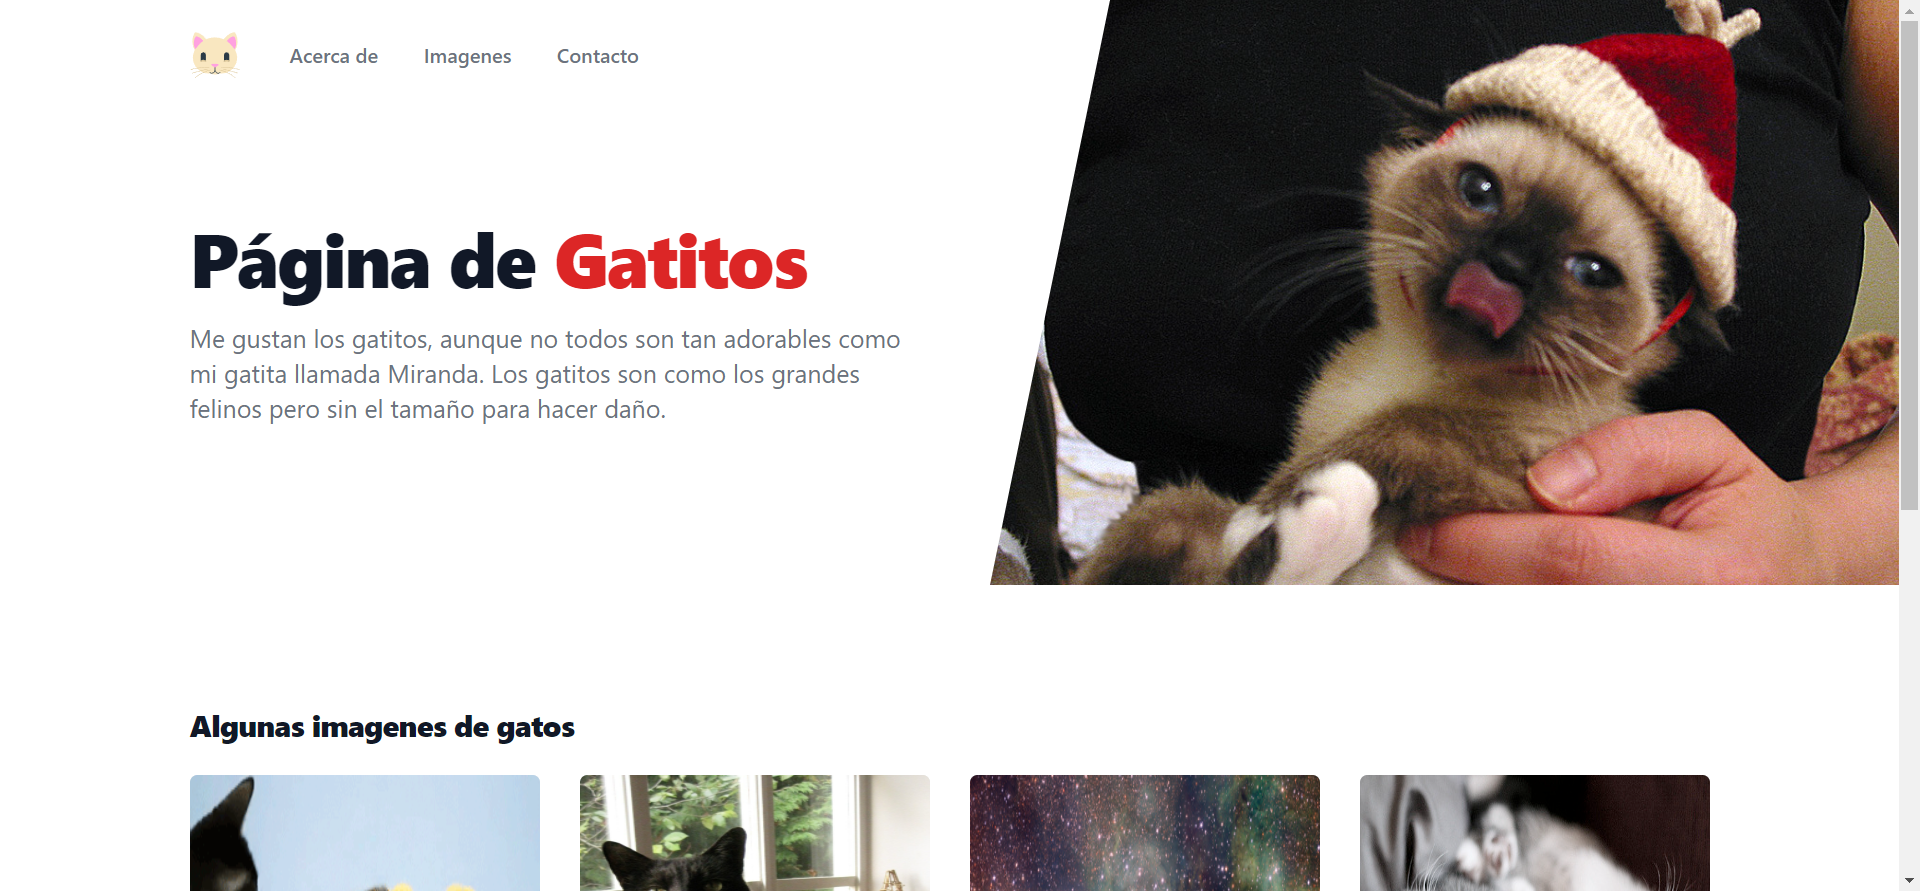 Acerca de
Imagenes
Contacto
Página de Gatitos
Me gustan los gatitos, aunque no todos son tan adorables como
mi gatita llamada Miranda. Los gatitos son como los grandes
felinos pero sin el tamaño para hacer daño.
Algunas imagenes de gatos